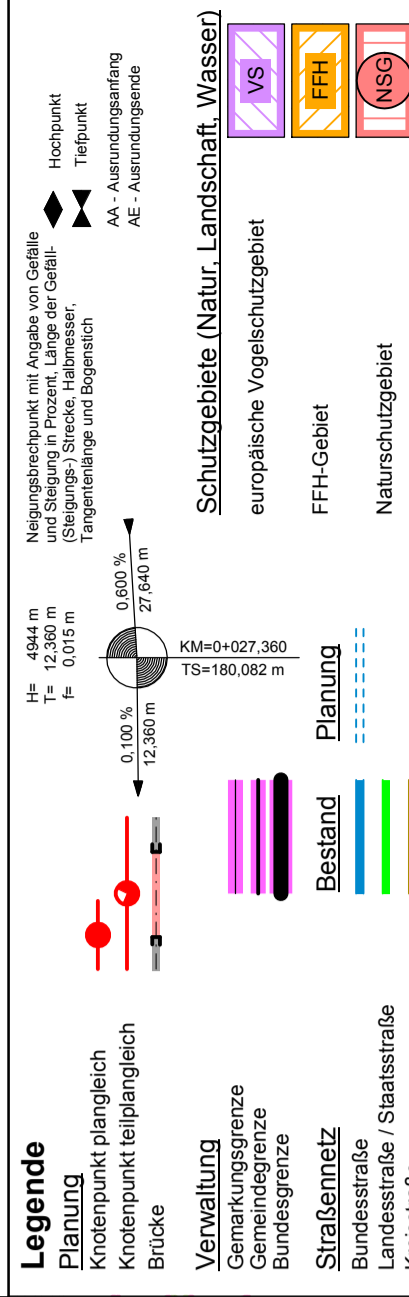 Legende
Planung
Knotenpunkt plangleich
Knotenpunkt teilplangleich
Brücke
H= 4944 m
T= 12,360 m
f= 0,015 m
0,100 %
12,360 m
0,600 %
27,640 m
KM=0+027,360
TS=180,082 m
Neigungsbrechpunkt mit Angabe von Gefälle
und Steigung in Prozent, Länge der Gefäll-
(Steigungs-) Strecke, Halbmesser,
Tangentenlänge und Bogenstich
Hochpunkt
Tiefpunkt
AA - Ausrundungsanfang
AE - Ausrundungsende
Verwaltung
Gemarkungsgrenze
Gemeindegrenze
Bundesgrenze
Straßennetz
Bestand
Planung
Bundesstraße
Landesstraße / Staatsstraße
Schutzgebiete (Natur, Landschaft, Wasser)
europäische Vogelschutzgebiet
VS
FFH-Gebiet
FFH
Naturschutzgebiet
NSG